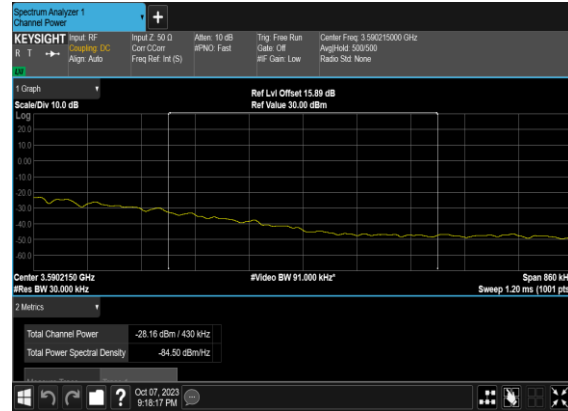 Spectrum Analyzer 1
Channel Power
+
KEYSIGHT Input: RF Input Z: 50 Ω Atten: 10 dB Trig: Free Run Center Freq: 3.590215000 GHz
R T Coupling: DC Corr CCorr #PNO: Fast Gate: Off Avg|Hold: 500/500
Align: Auto Freq Ref: Int (S) #IF Gain: Low Radio Std: None
1 Graph Ref Lvl Offset 15.89 dB
Scale/Div 10.0 dB Ref Value 30.00 dBm
Log
20.0
10.0
0.00
-10.0
-20.0
-30.0
-40.0
-50.0
-60.0
Center 3.5902150 GHz #Video BW 91.000 kHz* Span 860 kH
#Res BW 30.000 kHz Sweep 1.20 ms (1001 pts
2 Metrics
Total Channel Power -28.16 dBm / 430 kHz
Total Power Spectral Density -84.50 dBm/Hz
? Oct 07, 2023
9:18:17 PM